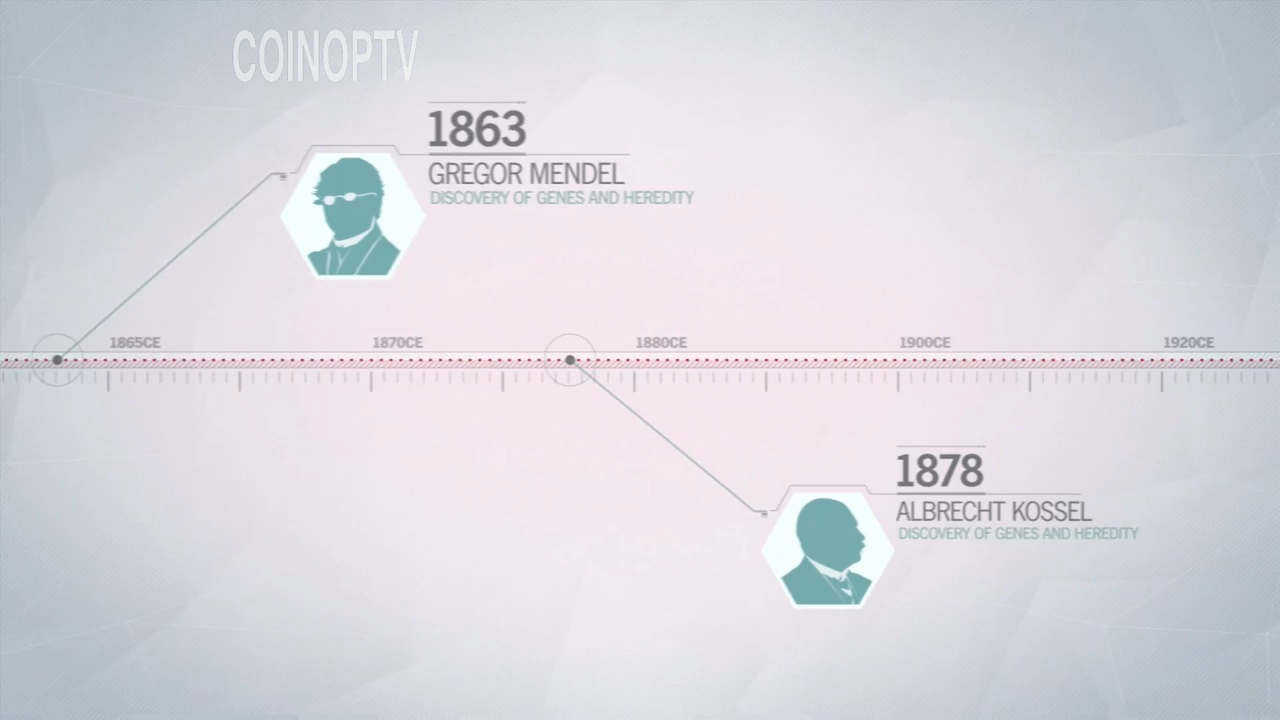 COINOPTV
1863
GREGOR MENDEL
DISCOVERY OF GENES AND HEREDITY
1865CE
1870CE
1880CE
1900CE
1920CE
1878
ALBRECHT KOSSEL
DISCOVERY OF GENES AND HEREDITY